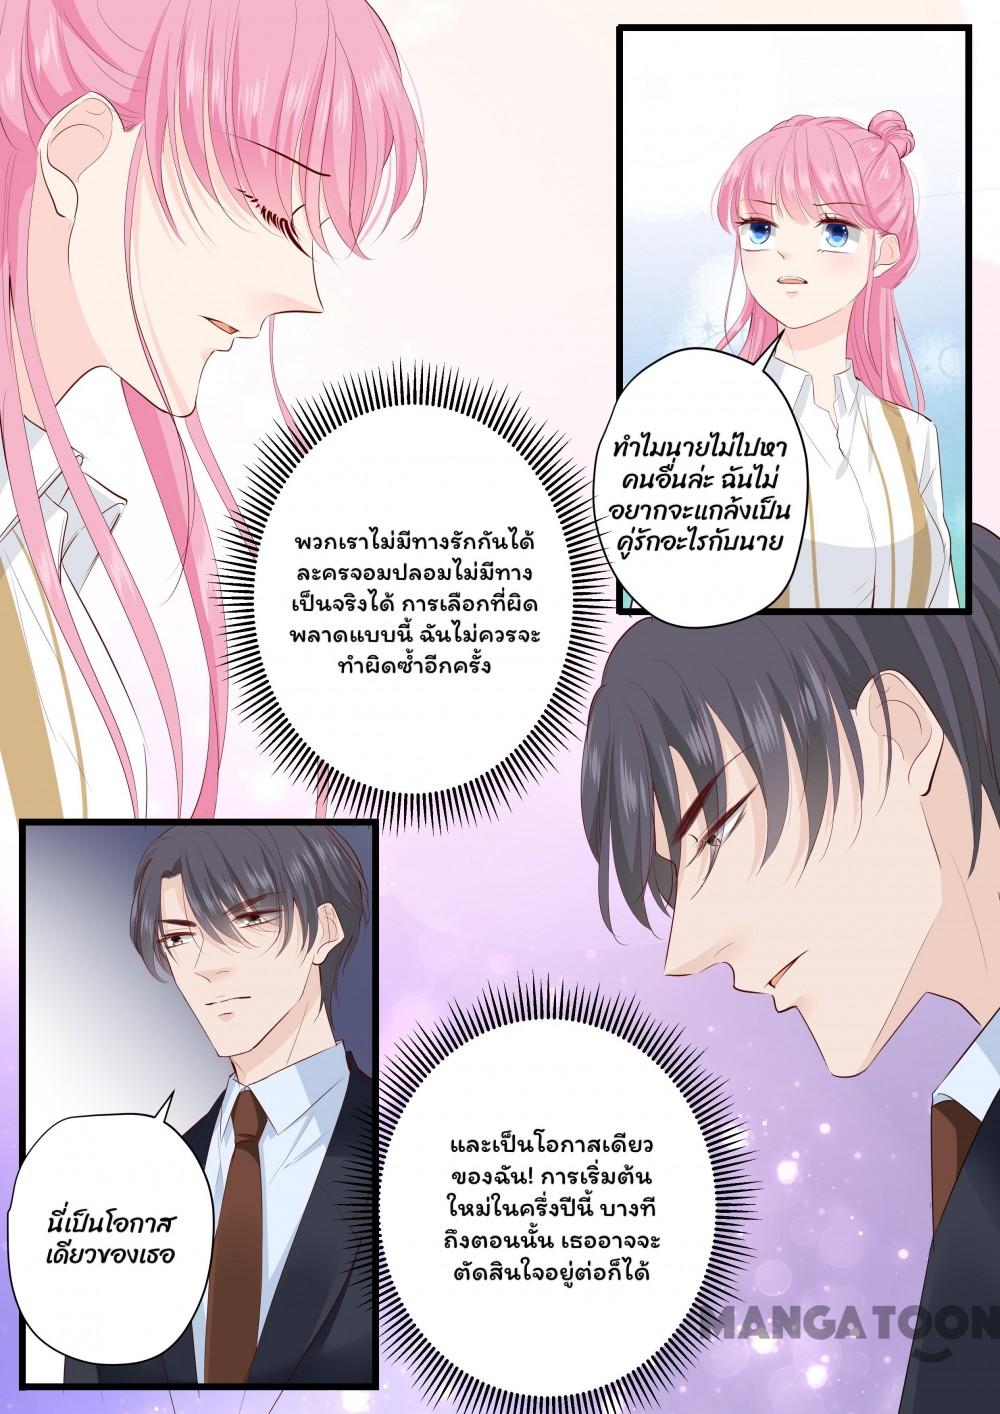 ทำไมนายไม่ไปหา
คนอื่นล่ะ ฉันไม่
อยากจะแกล้งเป็น
คู่รักอะไรกับนาย
พวกเราไม่มีทางรักกันได้
ละครจอมปลอมไม่มีทาง
เป็นจริงได้ การเลือกที่ผิด
พลาดแบบนี้ ฉันไม่ควรจะ
ทำผิดซ้ำอีกครั้ง
นี่เป็นโอกาส
เดียวของเธอ
และเป็นโอกาสเดียว
ของฉัน! การเริ่มต้น
ใหม่ในครึ่งปีนี้ บางที
ถึงตอนนั้น เธออาจจะ
ตัดสินใจอยู่ต่อก็ได้
MANGATOON